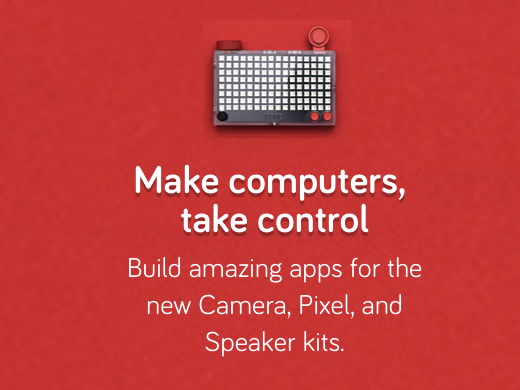 Make computers,
take control
Build amazing apps for the
new Camera, Pixel, and
Speaker kits.